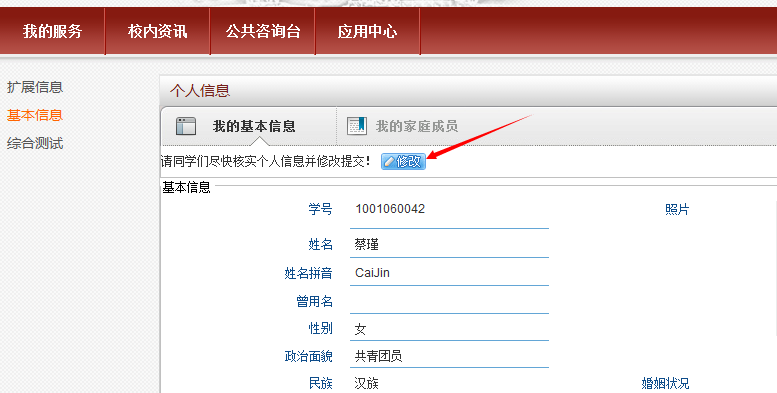 我的服务 校内资讯 公共咨询台 应用中心
扩展信息
基本信息
综合测试
个人信息
我的基本信息 我的家庭成员
请同学们尽快核实个人信息并修改提交! 修改
基本信息
学号 1001060042 照片
姓名 蔡瑾
姓名拼音 CaiJin
曾用名
性别 女
政治面貌 共青团员
民族 汉族 婚姻状况